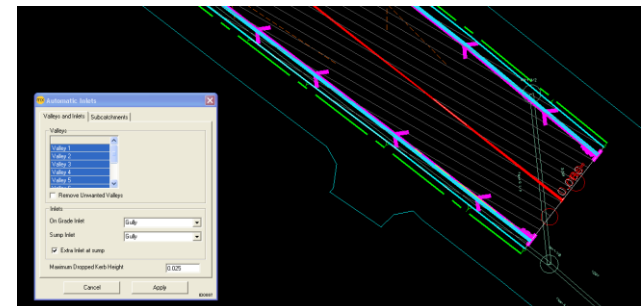 Automatic Inlets
Valleys and Inlets
Subcatchments
Valleys
Valley 1
Valley 2
Valley 3
Valley 4
Valley 5
Remove Unwanted Valleys
Inlets
On Grade Inlet
Gully
Sump Inlet
Gully
Extra Inlet at sump
Maximum Dropped Kerb Height
0.025
Cancel
Apply